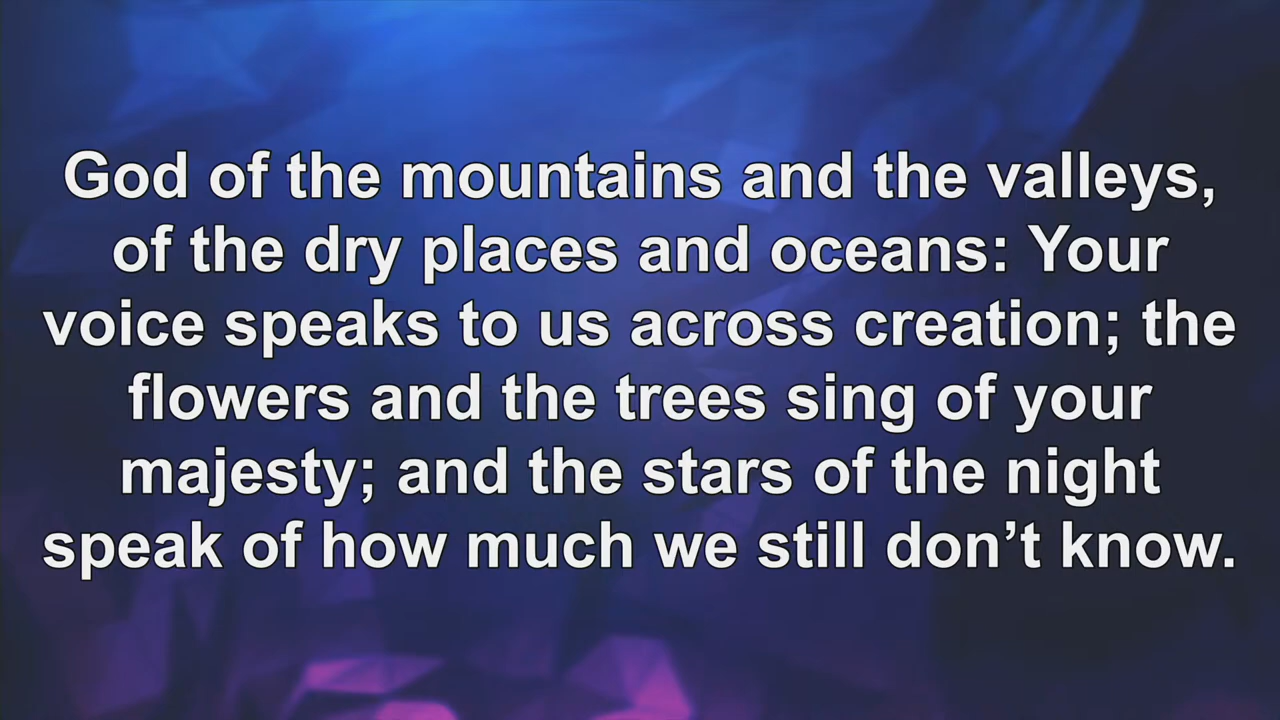 God of the mountains and the valleys,
of the dry places and oceans: Your
voice speaks to us across creation; the
flowers and the trees sing of your
majesty; and the stars of the night
speak of how much we still don’t know.